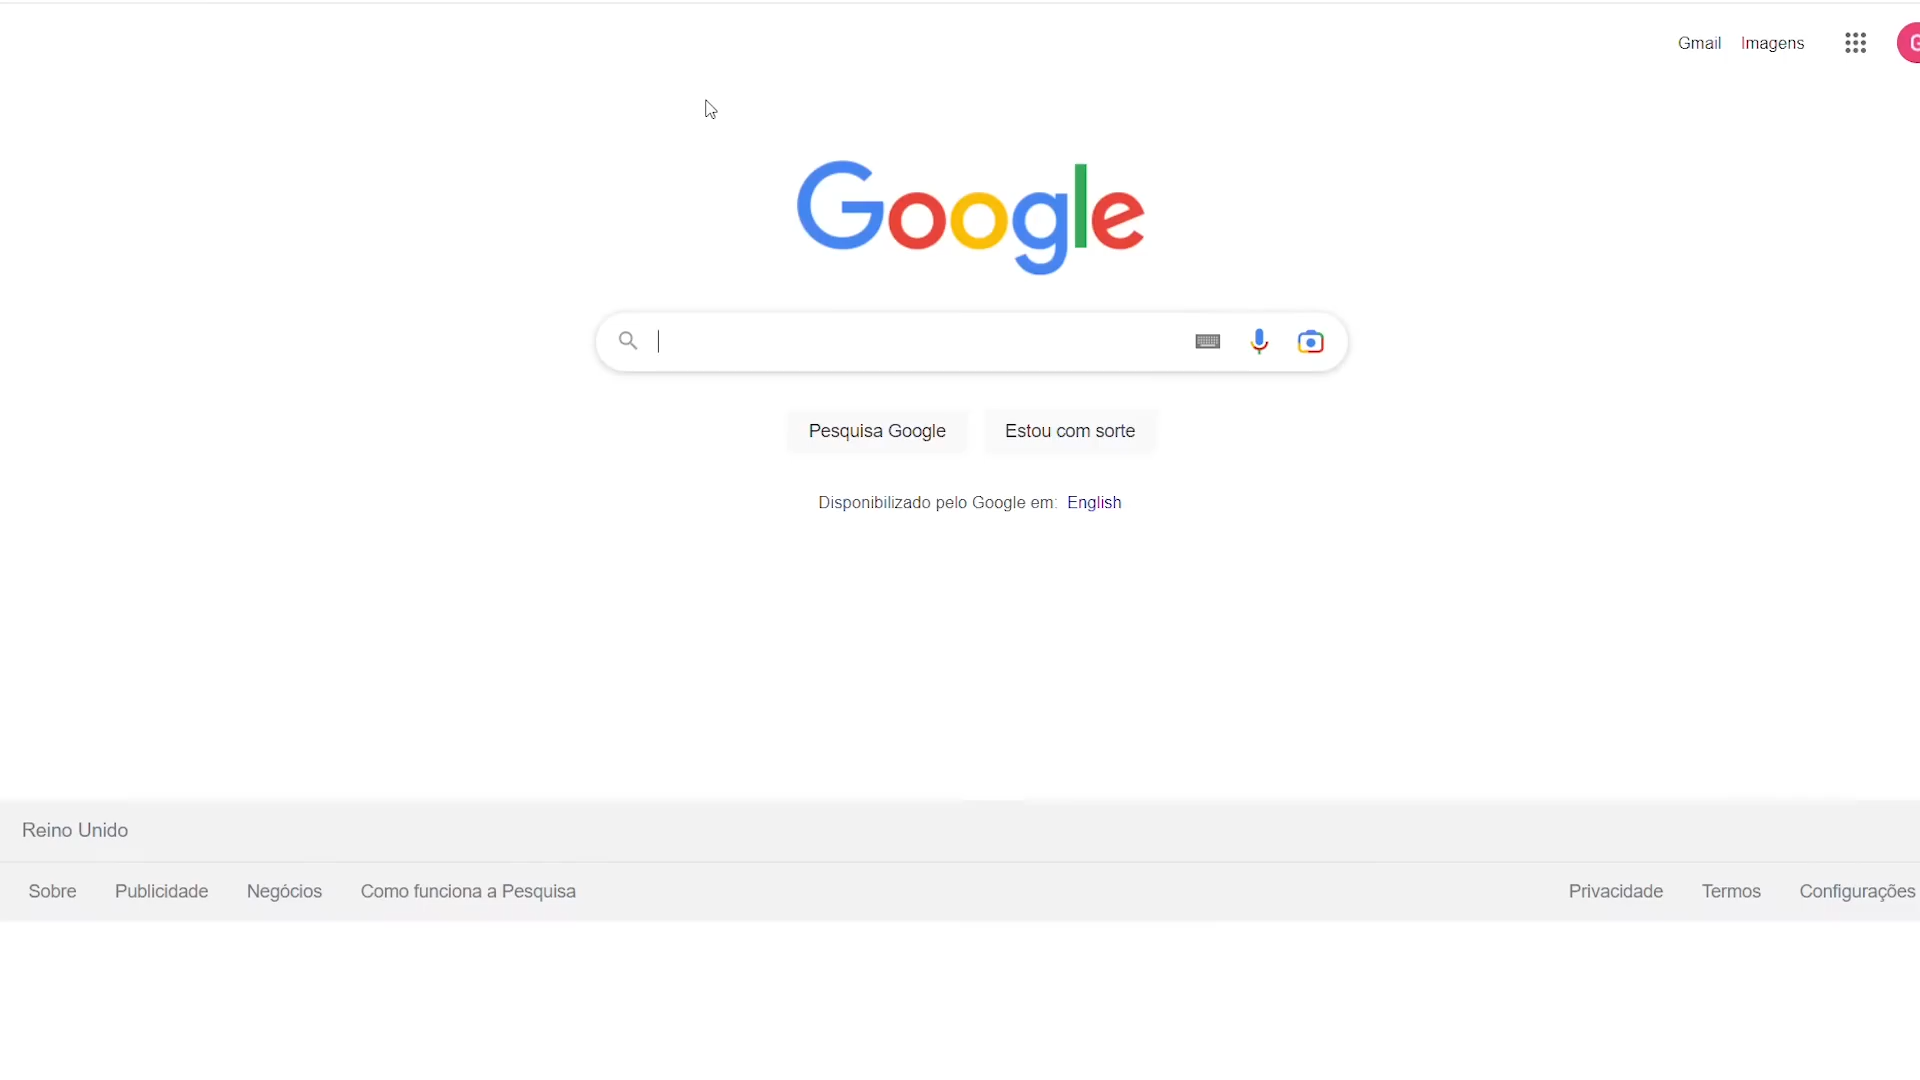 Gmail Imagens
Google
Pesquisa Google Estou com sorte
Disponibilizado pelo Google em: English
Reino Unido
Sobre Publicidade Negócios Como funciona a Pesquisa Privacidade Termos Configurações